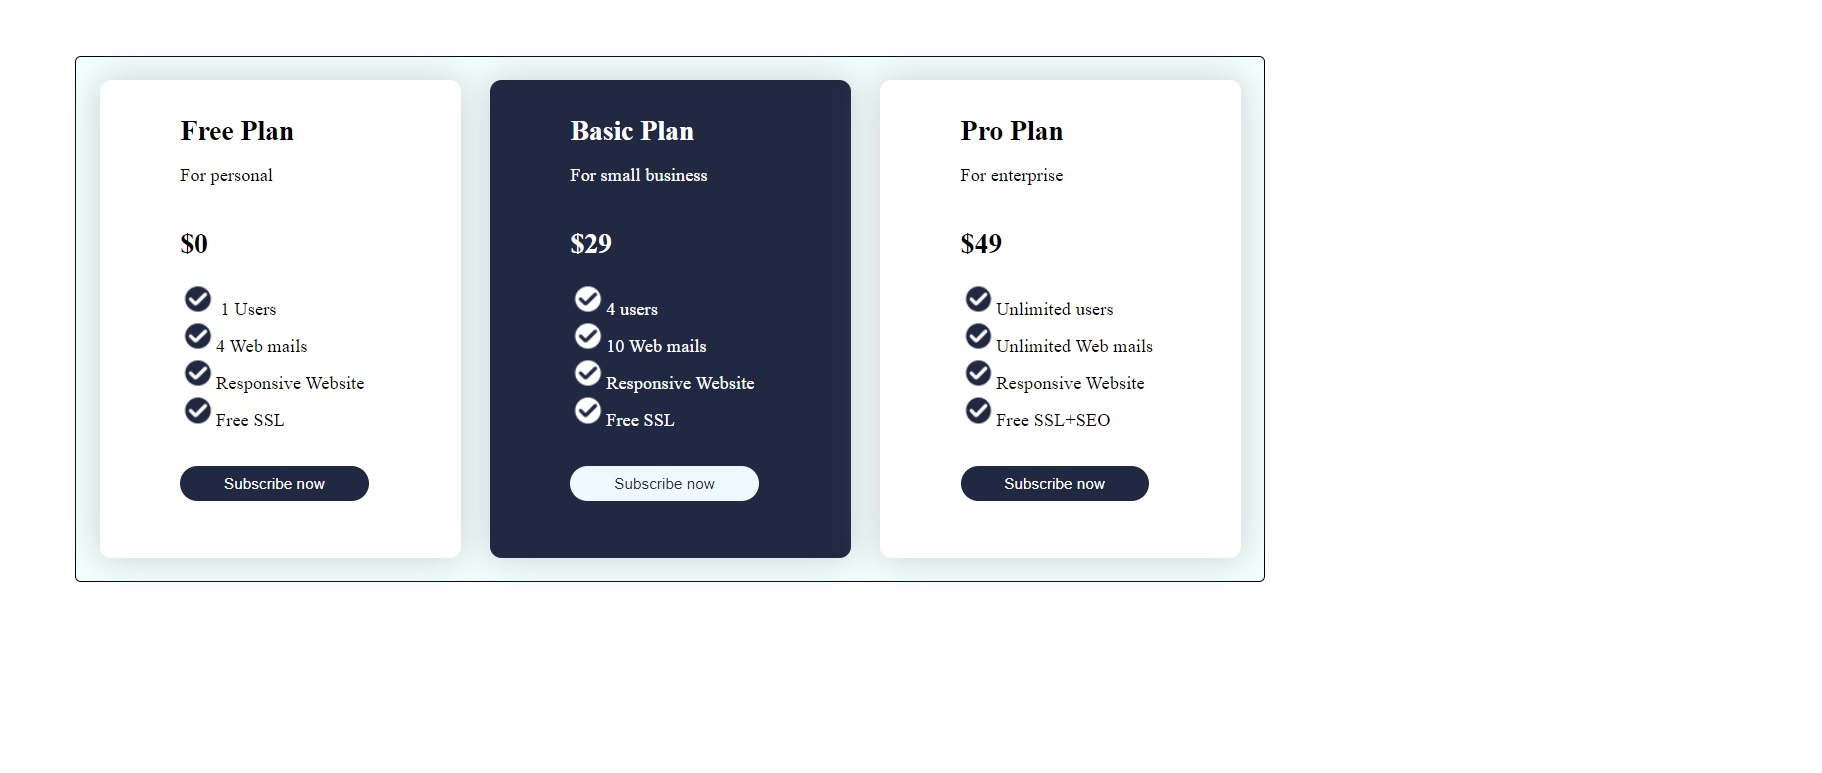 Free Plan
For personal
$0
1 Users
4 Web mails
Responsive Website
Free SSL
Subscribe now
Basic Plan
For small business
$29
4 users
10 Web mails
Responsive Website
Free SSL
Subscribe now
Pro Plan
For enterprise
$49
Unlimited users
Unlimited Web mails
Responsive Website
Free SSL+SEO
Subscribe now